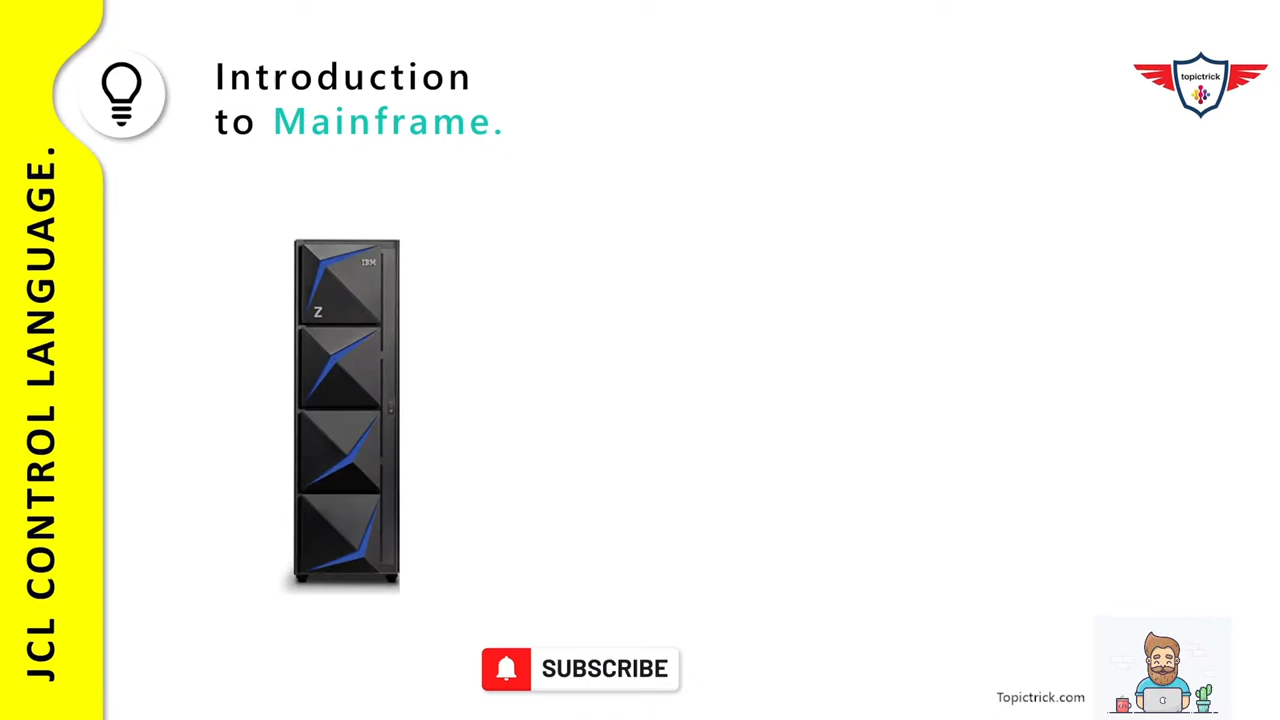 JCL CONTROL LANGUAGE.
Introduction
to Mainframe.
topictrick
IBM
Z
SUBSCRIBE
Topictrick.com